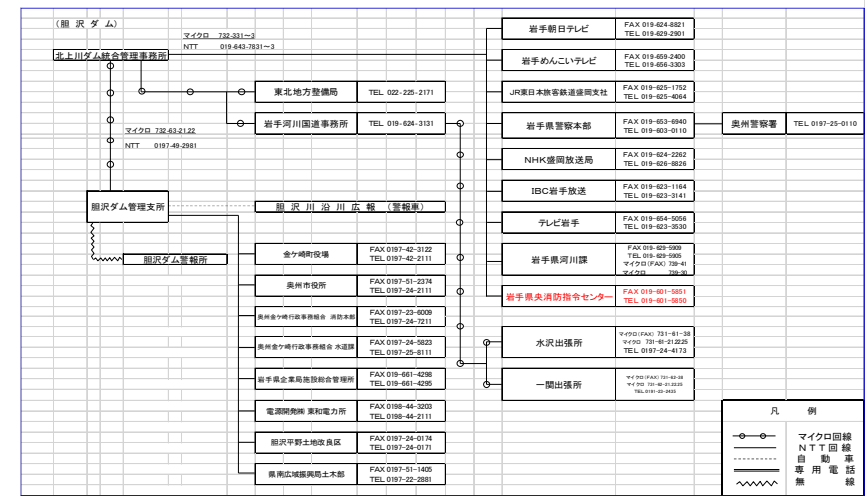 (胆 沢 ダ ム)
マイクロ 732-331～3
NTT 019-643-7831～3
北上川ダム統合管理事務所
東北地方整備局 TEL 022-225-2171
岩手河川国道事務所 TEL 019-624-3131
マイクロ 732-63-21,22
NTT 0197-49-2981
胆沢ダム管理支所
胆沢川沿川広報 (警報車)
胆沢ダム警報所
金ケ崎町役場 FAX 0197-42-3122
TEL 0197-42-2111
奥州市役所 FAX 0197-51-2374
TEL 0197-24-2111
奥州金ケ崎行政事務組合 消防本部 FAX 0197-23-6009
TEL 0197-24-7211
奥州金ケ崎行政事務組合 水道課 FAX 0197-24-5823
TEL 0197-25-8111
岩手県企業局施設総合管理所 FAX 019-661-4298
TEL 019-661-4295
電源開発㈱ 東和電力所 FAX 0198-44-3203
TEL 0198-44-2111
胆沢平野土地改良区 FAX 0197-24-0174
TEL 0197-24-0171
県南広域振興局土木部 FAX 0197-51-1405
TEL 0197-22-2881
岩手朝日テレビ FAX 019-624-8821
TEL 019-629-2901
岩手めんこいテレビ FAX 019-659-2400
TEL 019-656-3303
JR東日本旅客鉄道盛岡支社 FAX 019-625-1752
TEL 019-625-4064
岩手県警察本部 FAX 019-653-6940
TEL 019-603-0110
奥州警察署 TEL 0197-25-0110
NHK盛岡放送局 FAX 019-624-2262
TEL 019-626-8826
IBC岩手放送 FAX 019-623-1164
TEL 019-623-3141
テレビ岩手 FAX 019-654-5056
TEL 019-623-3530
岩手県河川課 FAX 019-629-5909
TEL 019-629-5905
マイクロ(FAX) 739-41
マイクロ 739-30
岩手県央消防指令センター FAX 019-601-5851
TEL 019-601-5850
水沢出張所 マイクロ(FAX) 731-61-38
マイクロ 731-61-212225
TEL 0197-24-4173
一関出張所 マイクロ(FAX) 731-62-38
マイクロ 731-62-21,22,25
TEL 0191-23-2435
凡 例
マイクロ回線
NTT回線
自動車
専用電話
無線